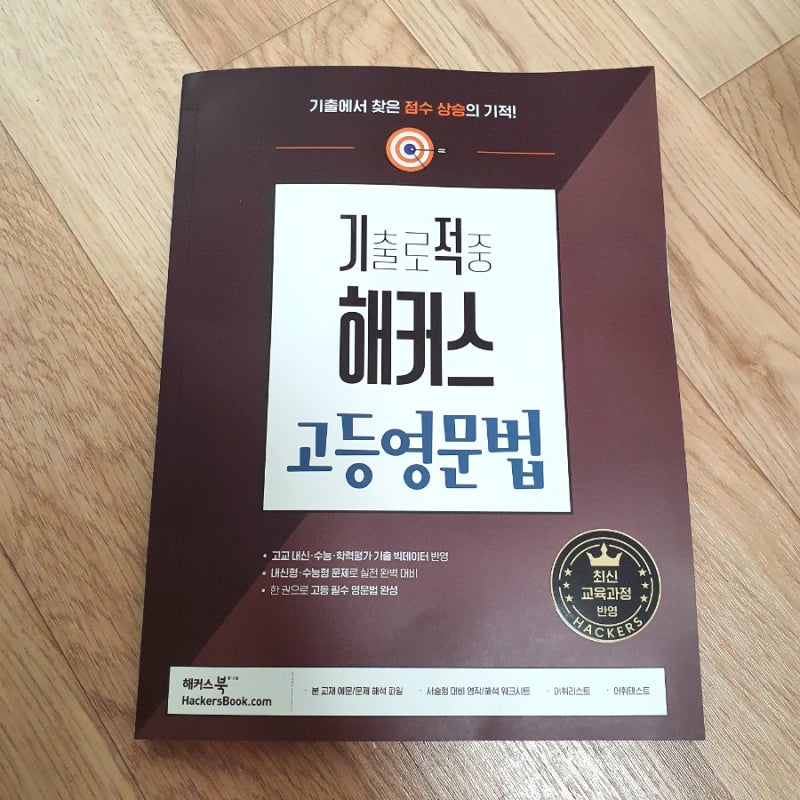 기출에서 찾은 점수 상승의 기적!
기출로적중
해커스
고등영문법
• 고교 내신·수능·학력평가 기출 빅데이터 반영
• 내신형·수능형 문제로 실전 완벽 대비
• 한 권으로 고등 필수 영문법 완성
최신
교육과정
반영
HACKERS
해커스북
HackersBook.com
· 본 교재 예문/문제 해석 파일 · 서술형 대비 영작/해석 워크시트 · 어휘리스트 · 어휘테스트